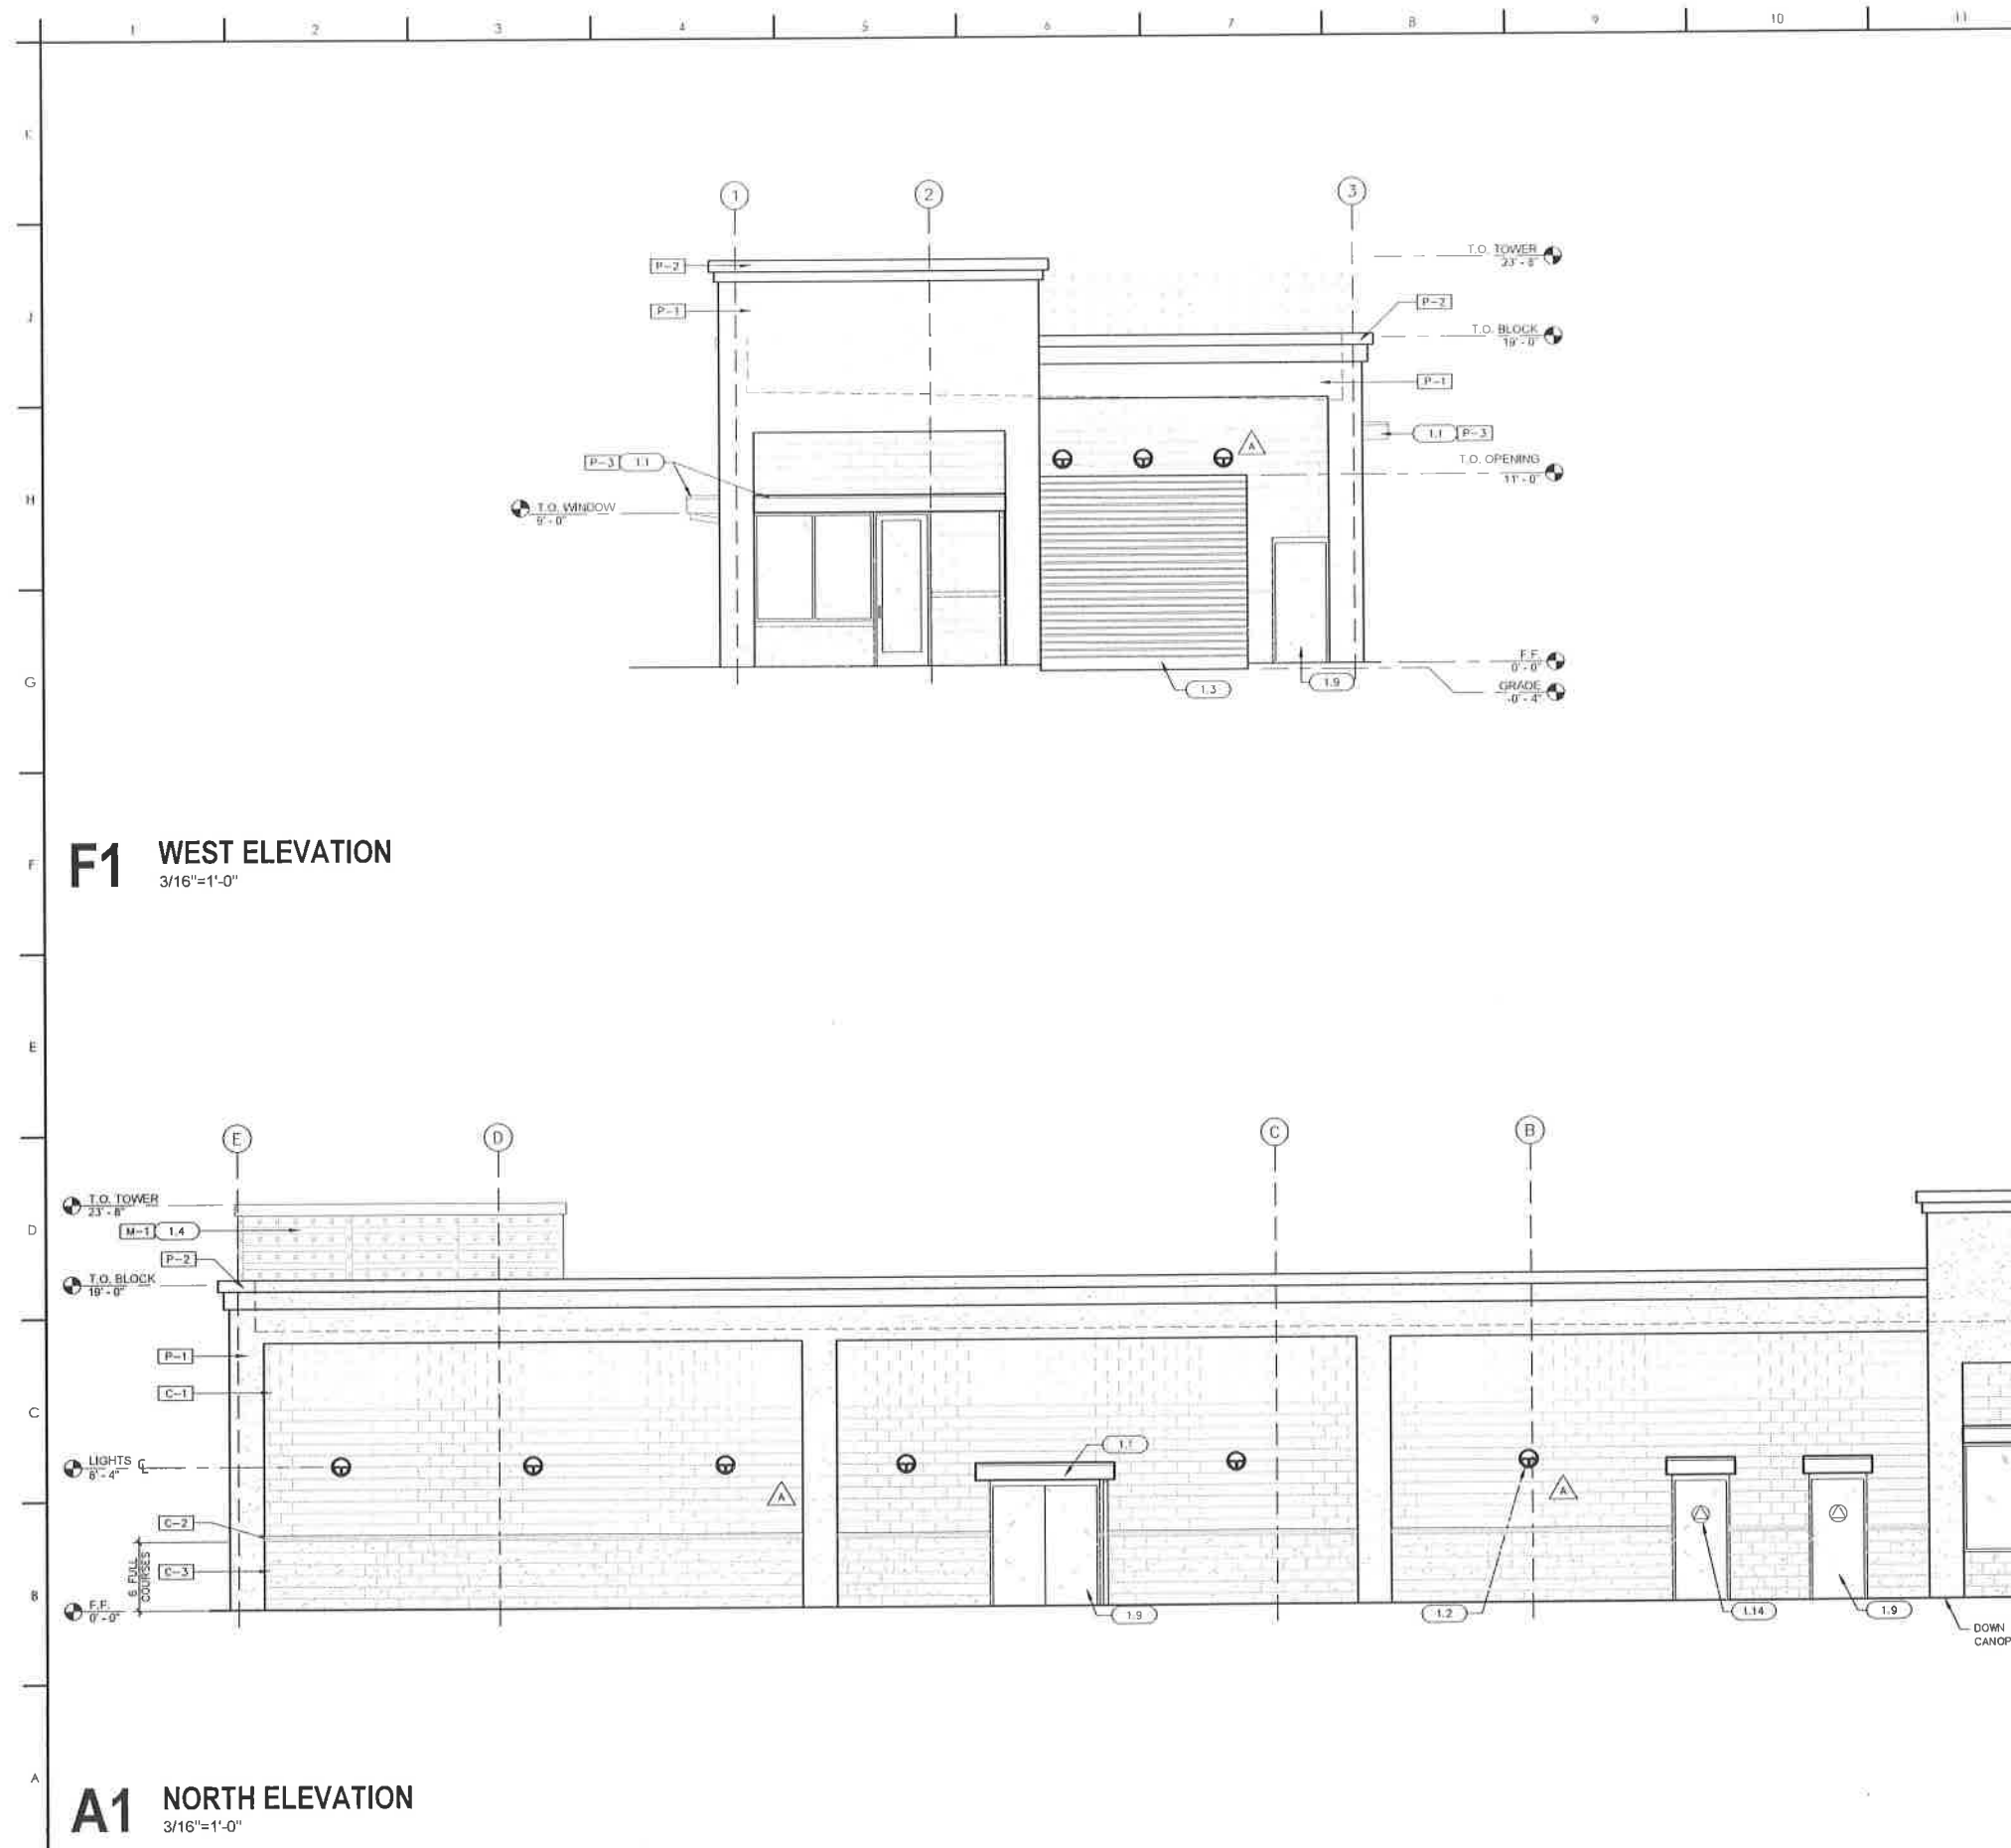 1 2 3 4 5 6 7 8 9 10 11
K
J
H
G
F
E
D
C
B
A
1 2 3
P-2
T.O. TOWER
23' - 8"
P-2
P-1
T.O. BLOCK
19' - 0"
P-1
1.1 P-3
A
P-3 1.1
T.O. OPENING
11' - 0"
T.O. WINDOW
9' - 0"
F.F.
0' - 0"
1.3
1.9
GRADE
-0' - 4"
F1 WEST ELEVATION
3/16"=1'-0"
E D C B
T.O. TOWER
23' - 8"
M-1 1.4
P-2
T.O. BLOCK
19' - 0"
P-1
C-1
1.1
LIGHTS ℄
8' - 4"
A
A
C-2
6 FULL
COURSES
C-3
F.F.
0' - 0"
1.9
1.2
1.14
1.9
DOWN
CANOP
A1 NORTH ELEVATION
3/16"=1'-0"